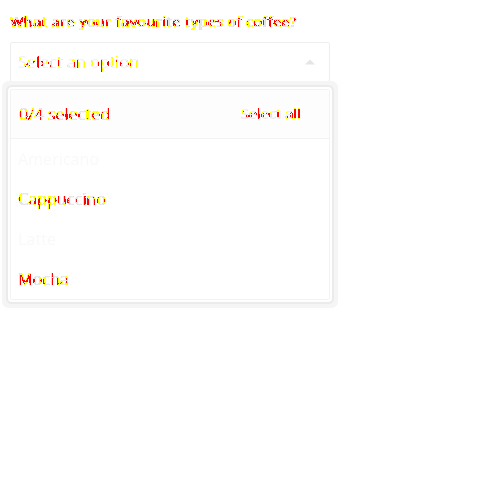 What are your favourite types of coffee?
Select an option
0/4 selected Select all
Americano
Cappuccino
Latte
Mocha